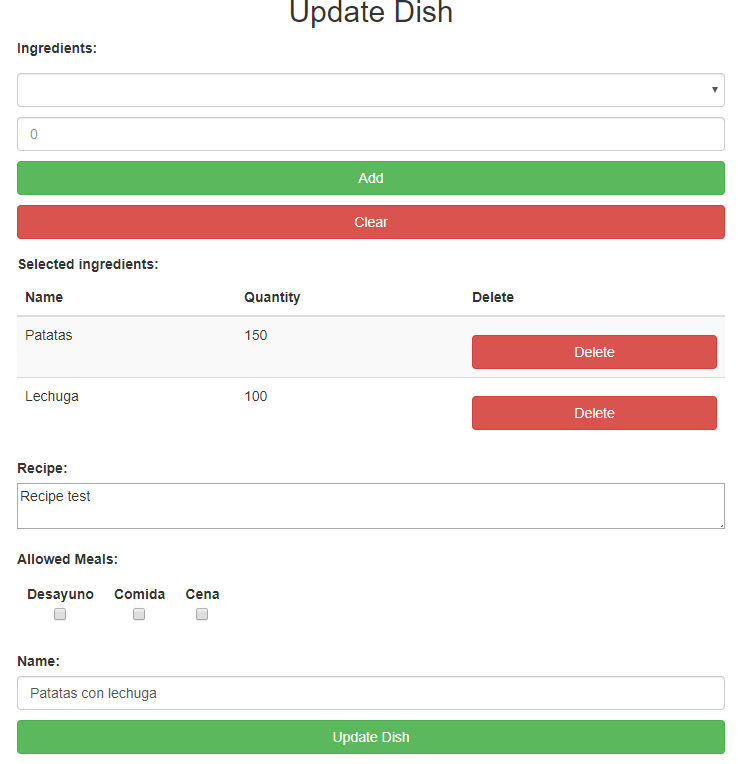 Update Dish
Ingredients:
0
Add
Clear
Selected ingredients:
Name Quantity Delete
Patatas 150 Delete
Lechuga 100 Delete
Recipe:
Recipe test
Allowed Meals:
Desayuno Comida Cena
Name:
Patatas con lechuga
Update Dish